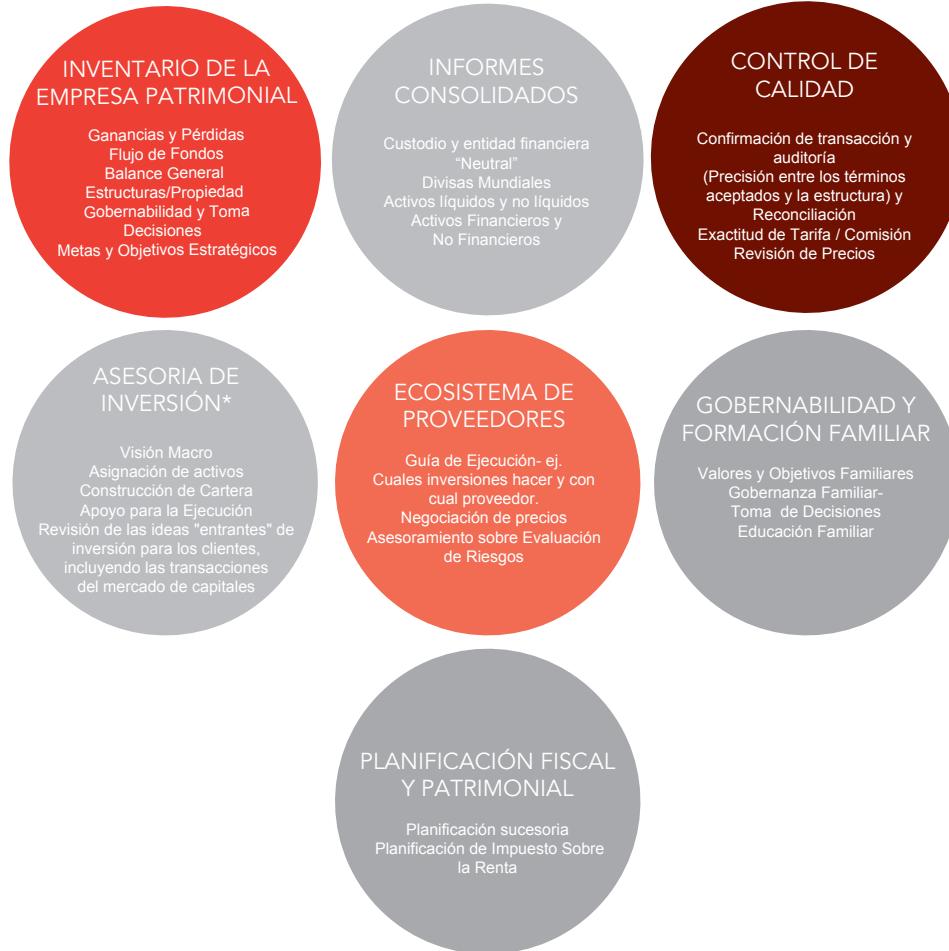 INVENTARIO DE LA
EMPRESA PATRIMONIAL
Ganancias y Pérdidas
Flujo de Fondos
Balance General
Estructuras/Propiedad
Gobernabilidad y Toma
Decisiones
Metas y Objetivos Estratégicos
INFORMES
CONSOLIDADOS
Custodio y entidad financiera
“Neutral”
Divisas Mundiales
Activos líquidos y no líquidos
Activos Financieros y
No Financieros
CONTROL DE
CALIDAD
Confirmación de transacción y
auditoría
(Precisión entre los términos
aceptados y la estructura) y
Reconciliación
Exactitud de Tarifa / Comisión
Revisión de Precios
ASESORIA DE
INVERSIÓN*
Visión Macro
Asignación de activos
Construcción de Cartera
Apoyo para la Ejecución
Revisión de las ideas "entrantes" de
inversión para los clientes,
incluyendo las transacciones
del mercado de capitales
ECOSISTEMA DE
PROVEEDORES
Guía de Ejecución- ej.
Cuales inversiones hacer y con
cual proveedor.
Negociación de precios
Asesoramiento sobre Evaluación
de Riesgos
GOBERNABILIDAD Y
FORMACIÓN FAMILIAR
Valores y Objetivos Familiares
Gobernanza Familiar-
Toma de Decisiones
Educación Familiar
PLANIFICACIÓN FISCAL
Y PATRIMONIAL
Planificación sucesoria
Planificación de Impuesto Sobre
la Renta